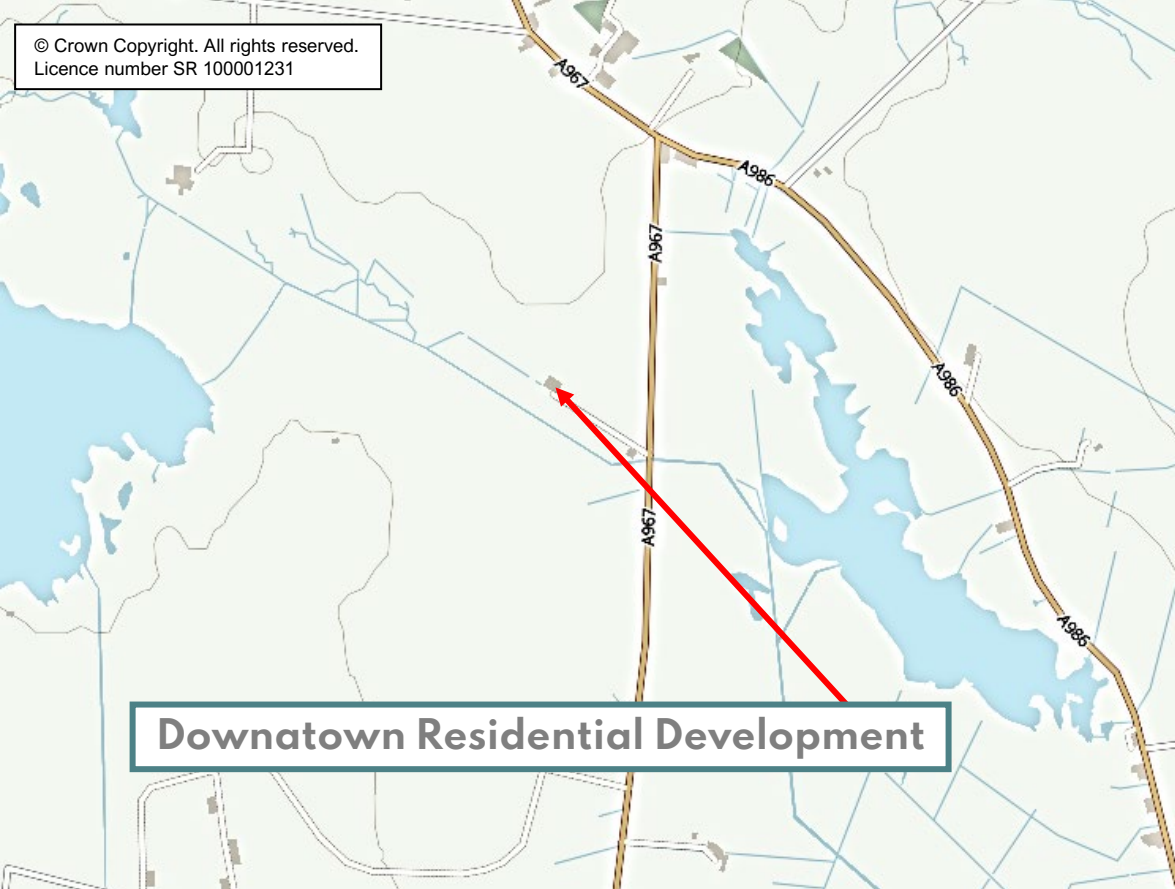 © Crown Copyright. All rights reserved.
Licence number SR 100001231
A967
A986
A967
A986
A967
A986
Downatown Residential Development